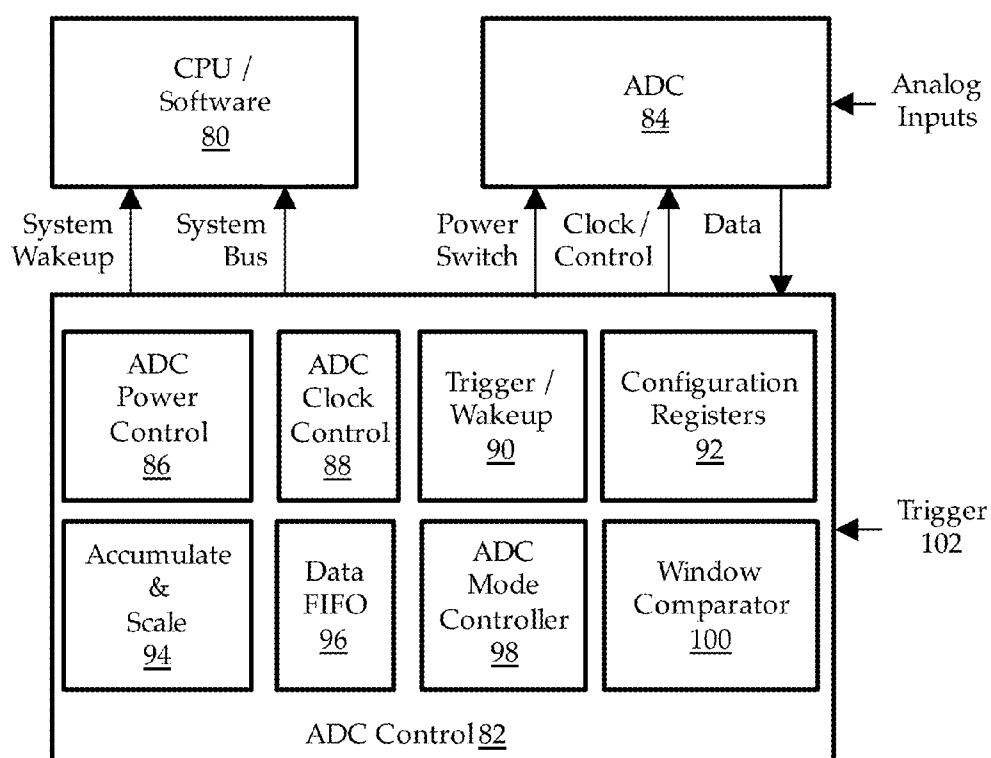 CPU /
Software
80
ADC
84
Analog
Inputs
System
Wakeup
System
Bus
Power
Switch
Clock /
Control
Data
ADC
Power
Control
86
ADC
Clock
Control
88
Trigger /
Wakeup
90
Configuration
Registers
92
Trigger
102
Accumulate
&
Scale
94
Data
FIFO
96
ADC
Mode
Controller
98
Window
Comparator
100
ADC Control 82